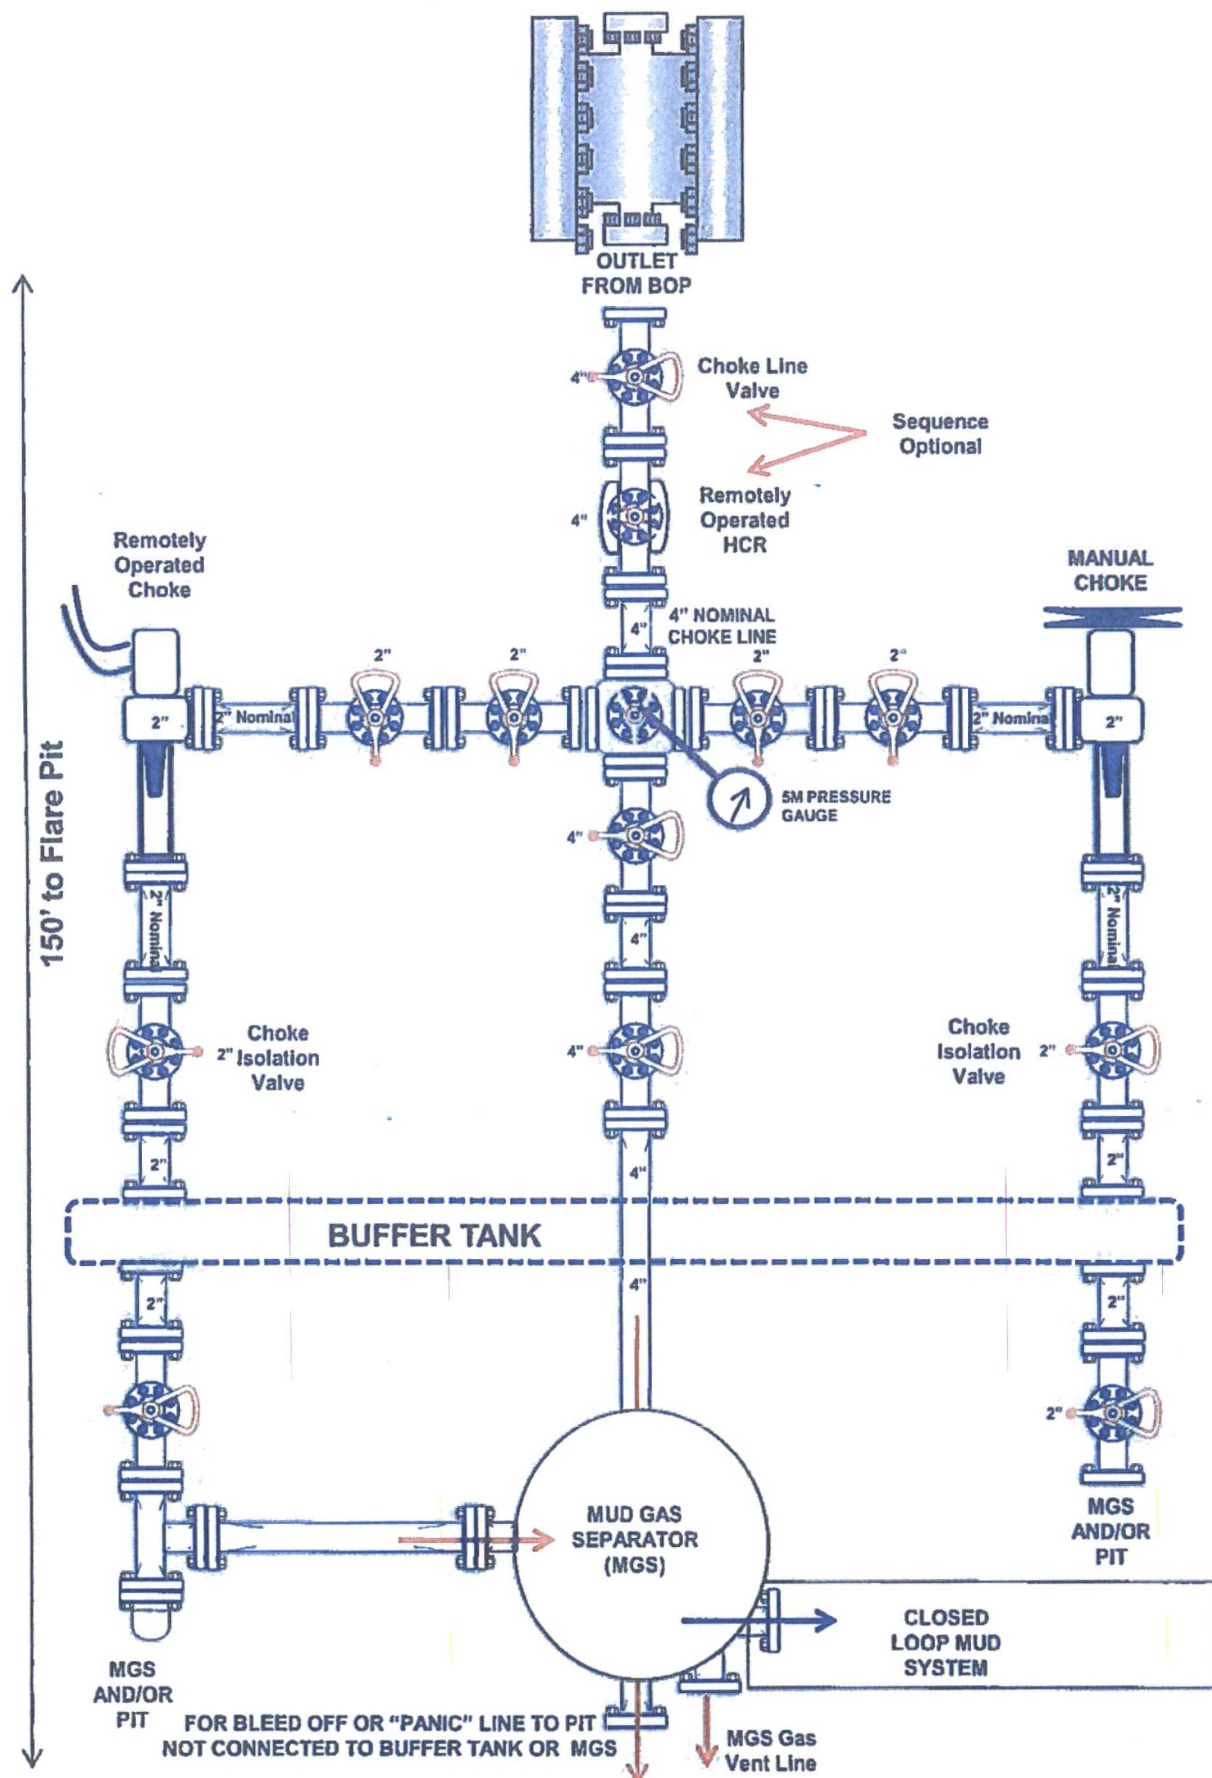 OUTLET
FROM BOP
4"
Choke Line
Valve
Sequence
Optional
4"
Remotely
Operated
HCR
Remotely
Operated
Choke
MANUAL
CHOKE
4"
4" NOMINAL
CHOKE LINE
2"
2"
2"
2"
2"
2" Nominal
2" Nominal
2"
5M PRESSURE
GAUGE
4"
150' to Flare Pit
2" Nominal
4"
2" Nominal
2"
Choke
Isolation
Valve
4"
Choke
Isolation
Valve
2"
2"
4"
2"
BUFFER TANK
2"
4"
2"
2"
MUD GAS
SEPARATOR
(MGS)
MGS
AND/OR
PIT
CLOSED
LOOP MUD
SYSTEM
MGS
AND/OR
PIT
FOR BLEED OFF OR "PANIC" LINE TO PIT
NOT CONNECTED TO BUFFER TANK OR MGS
MGS Gas
Vent Line